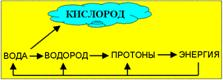 КИСЛОРОД
ВОДА ВОДОРОД ПРОТОНЫ ЭНЕРГИЯ